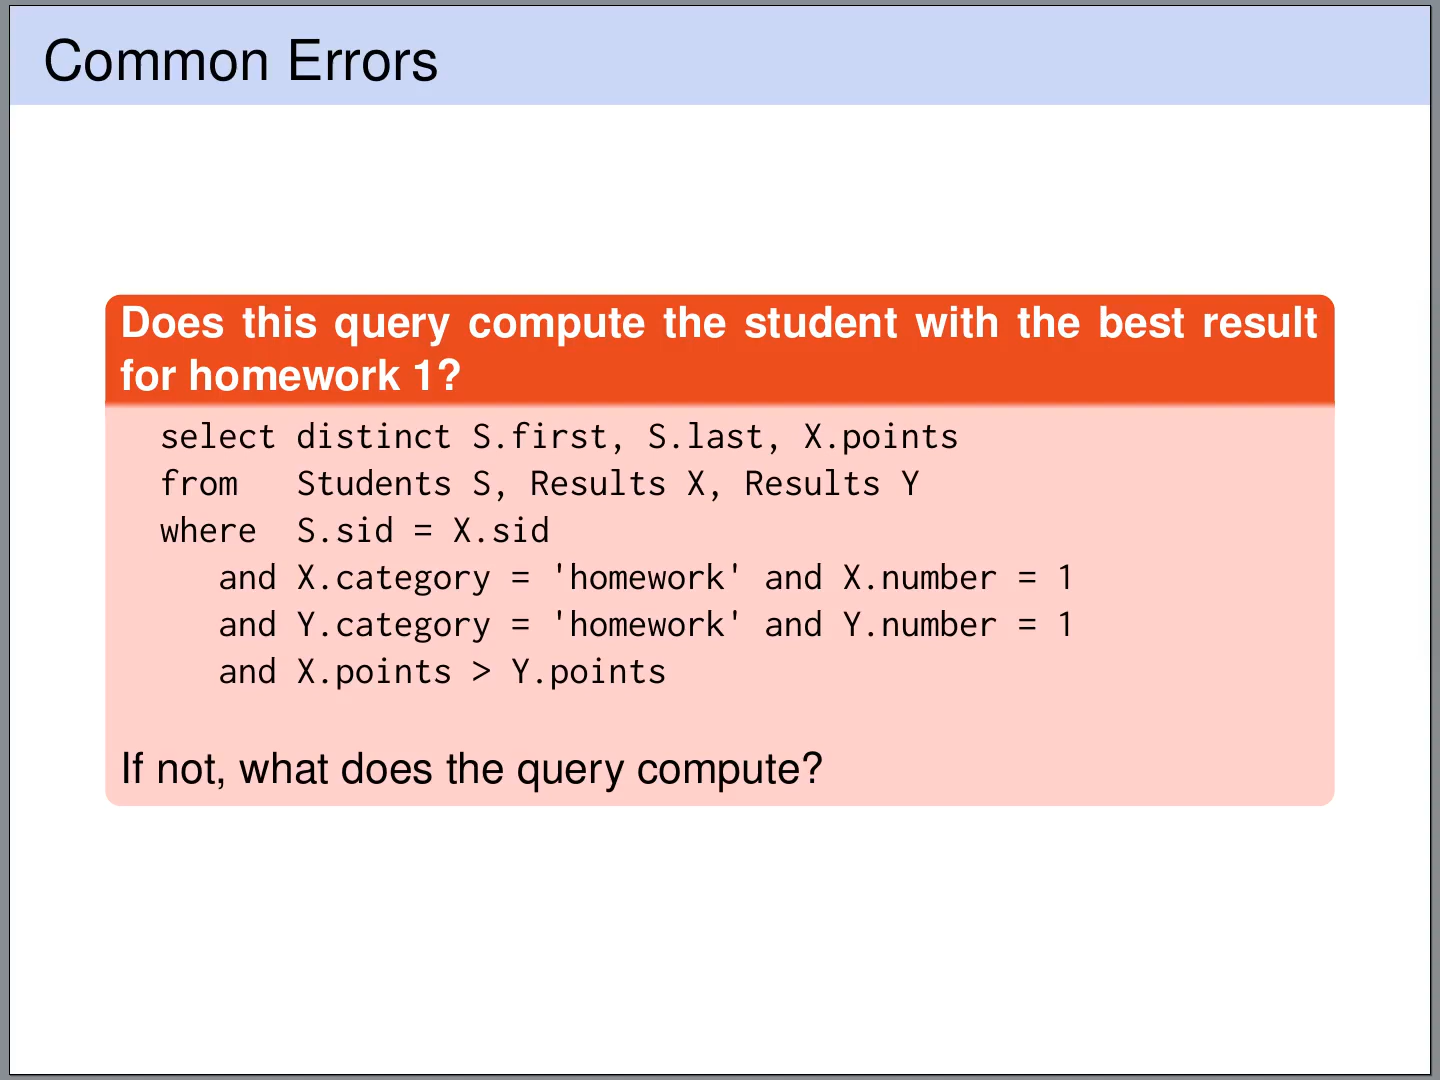 Common Errors
Does this query compute the student with the best result
for homework 1?
select distinct S.first, S.last, X.points
from   Students S, Results X, Results Y
where  S.sid = X.sid
   and X.category = 'homework' and X.number = 1
   and Y.category = 'homework' and Y.number = 1
   and X.points > Y.points
If not, what does the query compute?